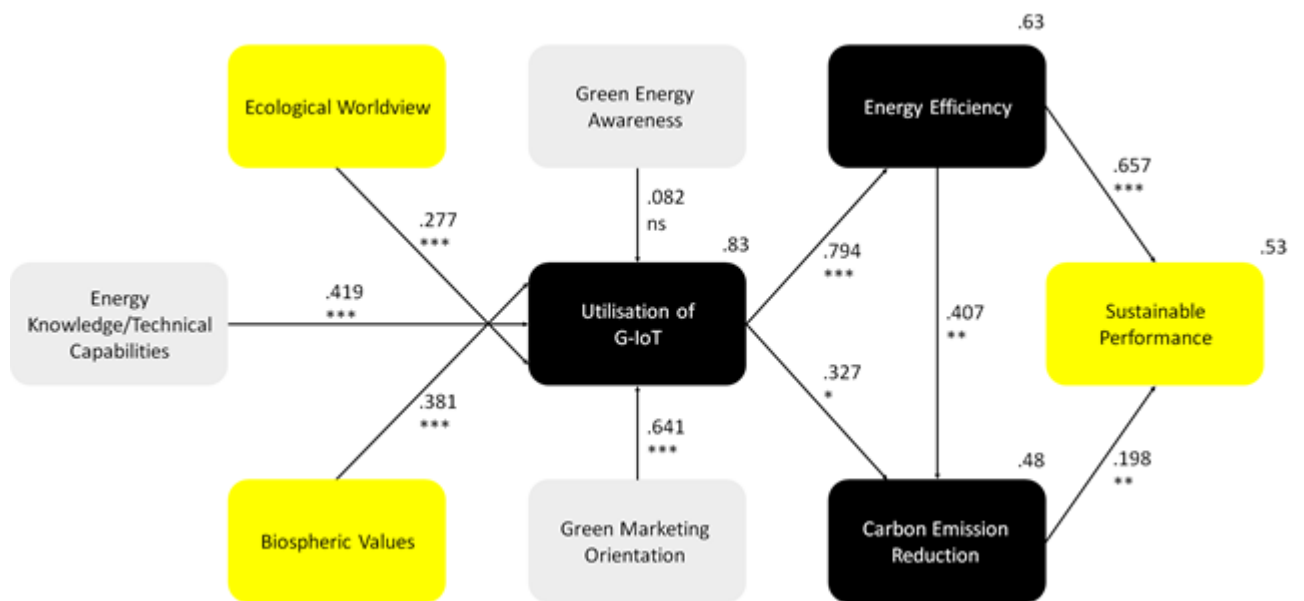 .63
Ecological Worldview
Green Energy
Awareness
Energy Efficiency
.082
ns
.657
***
.277
***
.83
.794
***
.53
Energy
Knowledge/Technical
Capabilities
.419
***
Utilisation of
G-IoT
.407
**
Sustainable
Performance
.381
***
.641
***
.327
*
.48
.198
**
Biospheric Values
Green Marketing
Orientation
Carbon Emission
Reduction